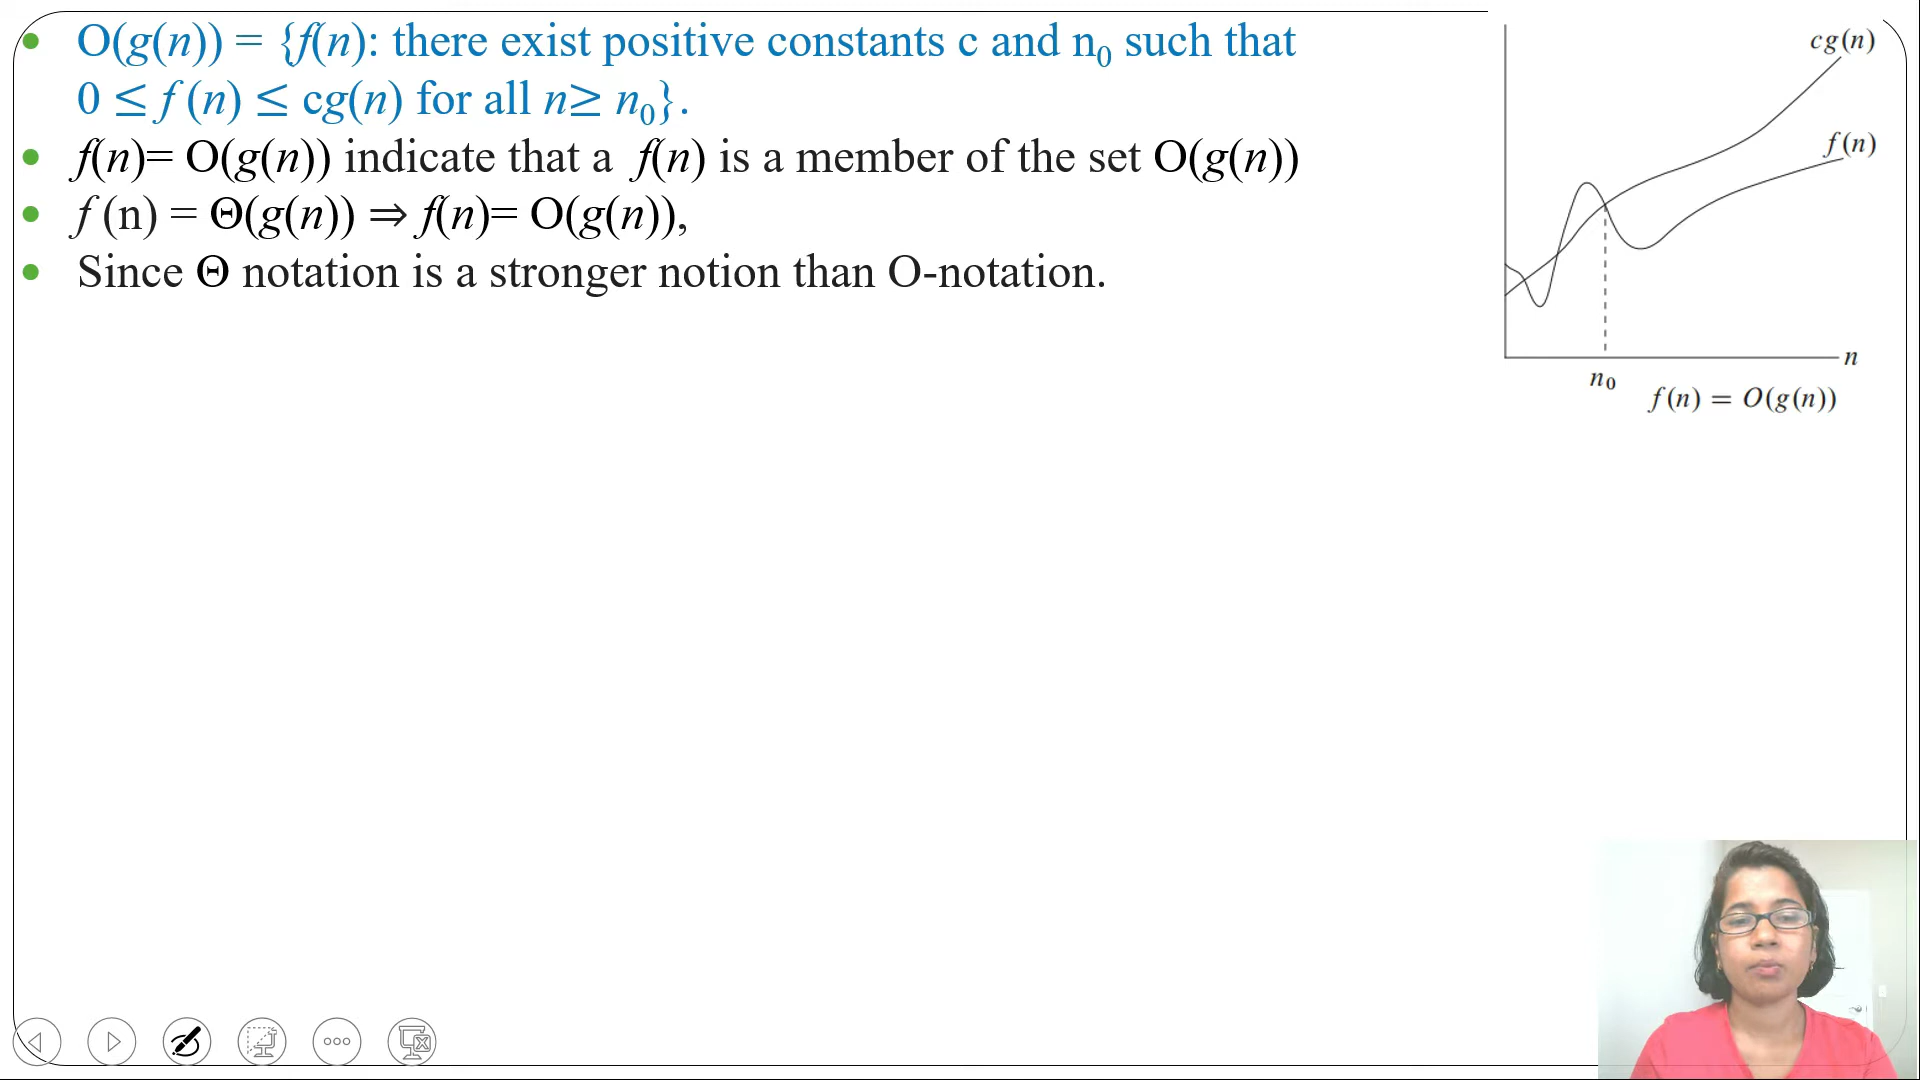 O(g(n)) = {f(n): there exist positive constants c and n₀ such that
0 ≤ f (n) ≤ cg(n) for all n≥ n₀}.
f(n)= O(g(n)) indicate that a f(n) is a member of the set O(g(n))
f (n) = Θ(g(n)) ⇒ f(n)= O(g(n)),
Since Θ notation is a stronger notion than O-notation.
cg(n)
f(n)
n
n₀
f(n) = O(g(n))